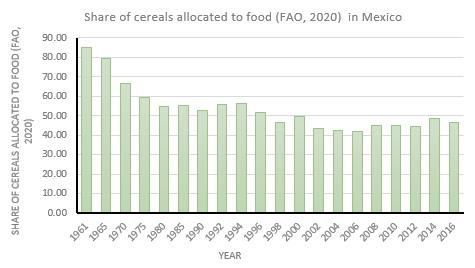 Share of cereals allocated to food (FAO, 2020)  in Mexico
SHARE OF CEREALS ALLOCATED TO FOOD (FAO,
2020)
90.00
80.00
70.00
60.00
50.00
40.00
30.00
20.00
10.00
0.00
1961 1965 1970 1975 1980 1985 1990 1992 1994 1996 1998 2000 2002 2004 2006 2008 2010 2012 2014 2016
YEAR